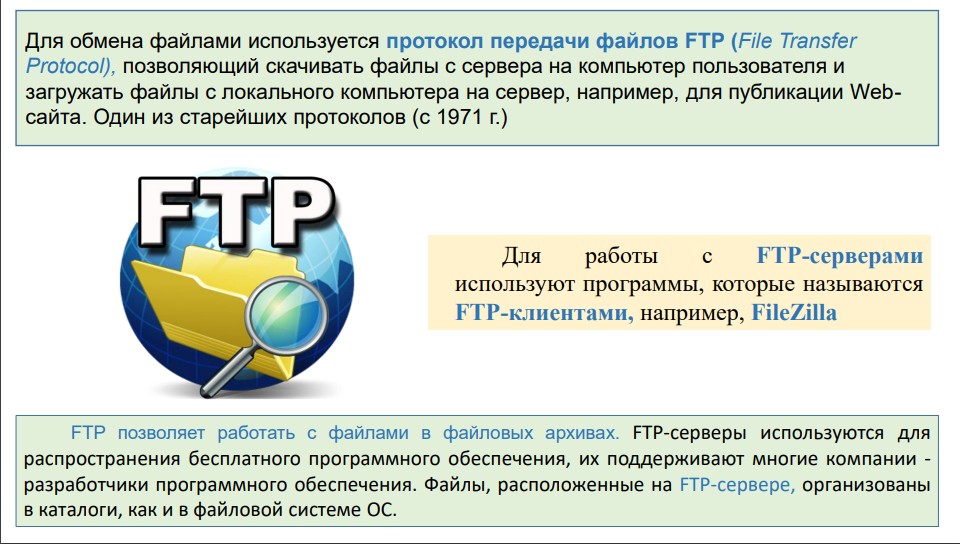 Для обмена файлами используется протокол передачи файлов FTP (File Transfer
Protocol), позволяющий скачивать файлы с сервера на компьютер пользователя и
загружать файлы с локального компьютера на сервер, например, для публикации Web-
сайта. Один из старейших протоколов (с 1971 г.)
FTP
Для работы с FTP-серверами
используют программы, которые называются
FTP-клиентами, например, FileZilla
FTP позволяет работать с файлами в файловых архивах. FTP-серверы используются для
распространения бесплатного программного обеспечения, их поддерживают многие компании -
разработчики программного обеспечения. Файлы, расположенные на FTP-сервере, организованы
в каталоги, как и в файловой системе ОС.